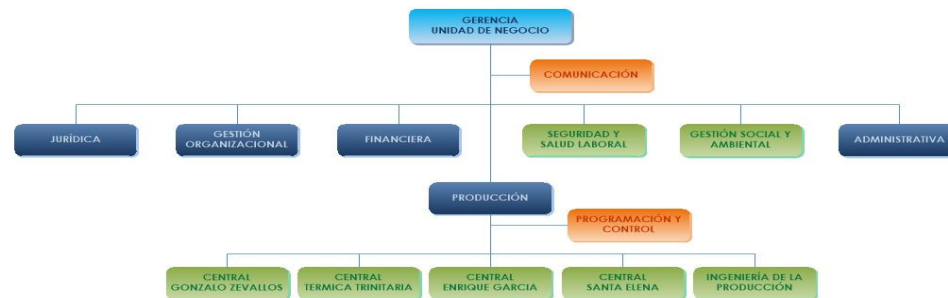 GERENCIA
UNIDAD DE NEGOCIO
COMUNICACIÓN
JURÍDICA
GESTIÓN
ORGANIZACIONAL
FINANCIERA
SEGURIDAD Y
SALUD LABORAL
GESTIÓN SOCIAL Y
AMBIENTAL
ADMINISTRATIVA
PRODUCCIÓN
PROGRAMACIÓN Y
CONTROL
CENTRAL
GONZALO ZEVALLOS
CENTRAL
TERMICA TRINITARIA
CENTRAL
ENRIQUE GARCIA
CENTRAL
SANTA ELENA
INGENIERÍA DE LA
PRODUCCIÓN